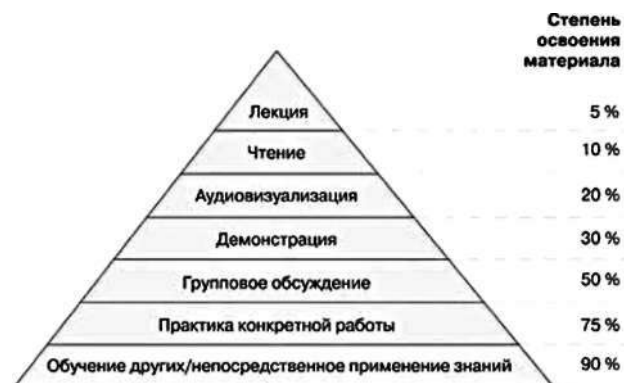 Степень
освоения
материала
Лекция 5 %
Чтение 10 %
Аудиовизуализация 20 %
Демонстрация 30 %
Групповое обсуждение 50 %
Практика конкретной работы 75 %
Обучение других/непосредственное применение знаний 90 %